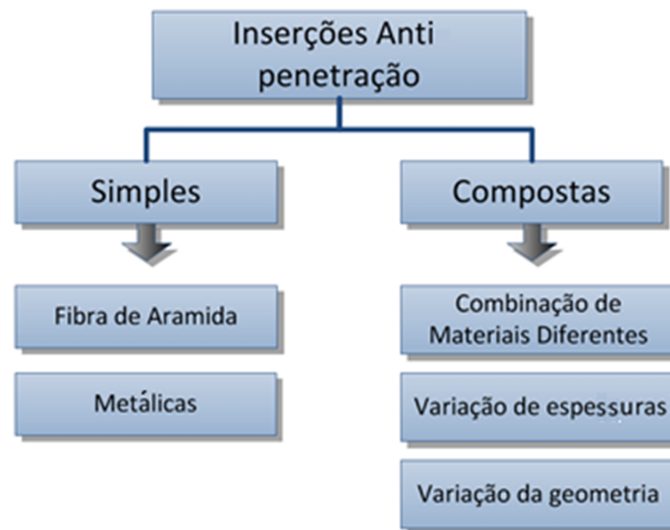 Inserções Anti
penetração
Simples
Compostas
Fibra de Aramida
Metálicas
Combinação de
Materiais Diferentes
Variação de espessuras
Variação da geometria